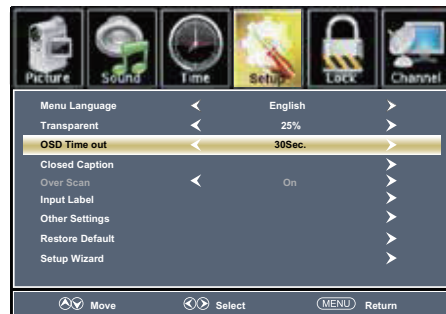 Picture Sound Time Setup Lock Channel
Menu Language English
Transparent 25%
OSD Time out 30Sec.
Closed Caption
Over Scan On
Input Label
Other Settings
Restore Default
Setup Wizard
Move Select MENU Return